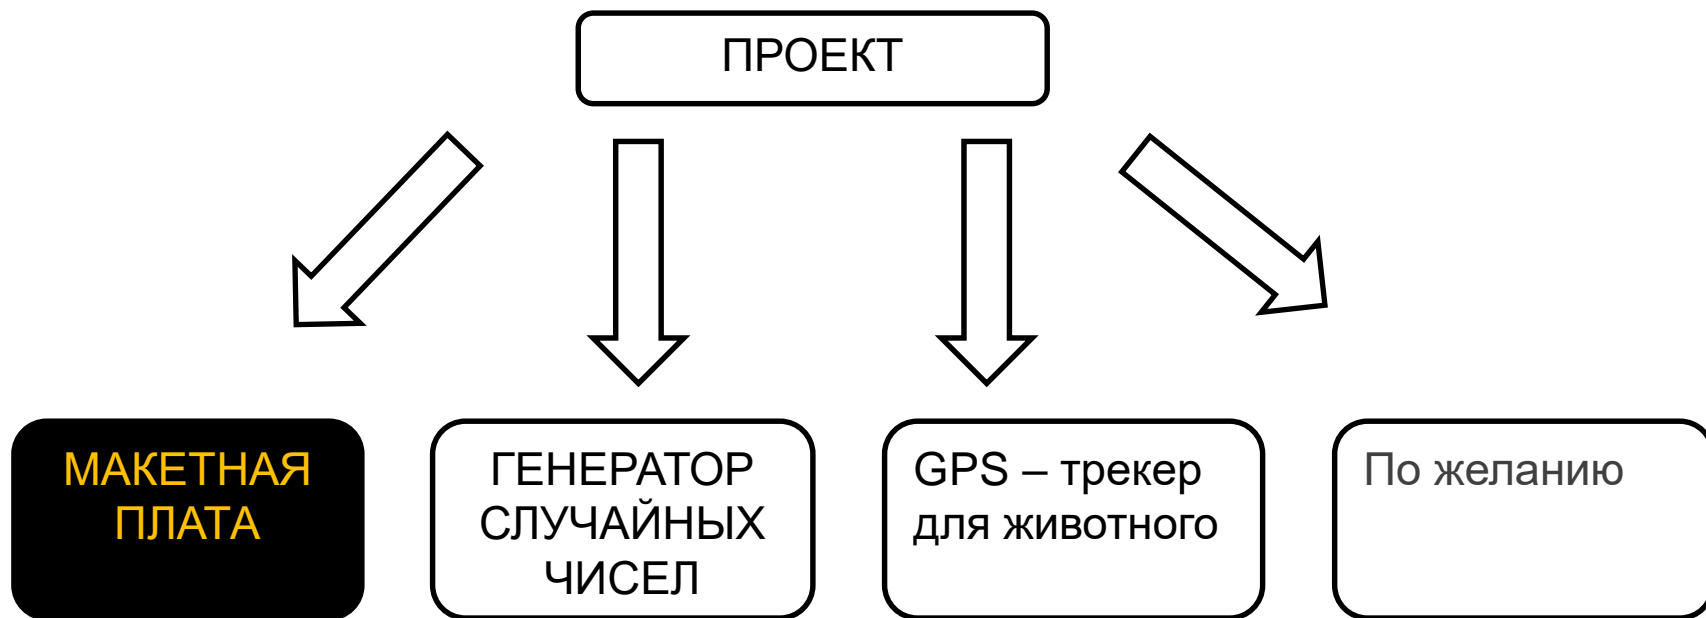 ПРОЕКТ
МАКЕТНАЯ
ПЛАТА
ГЕНЕРАТОР
СЛУЧАЙНЫХ
ЧИСЕЛ
GPS – трекер
для животного
По желанию